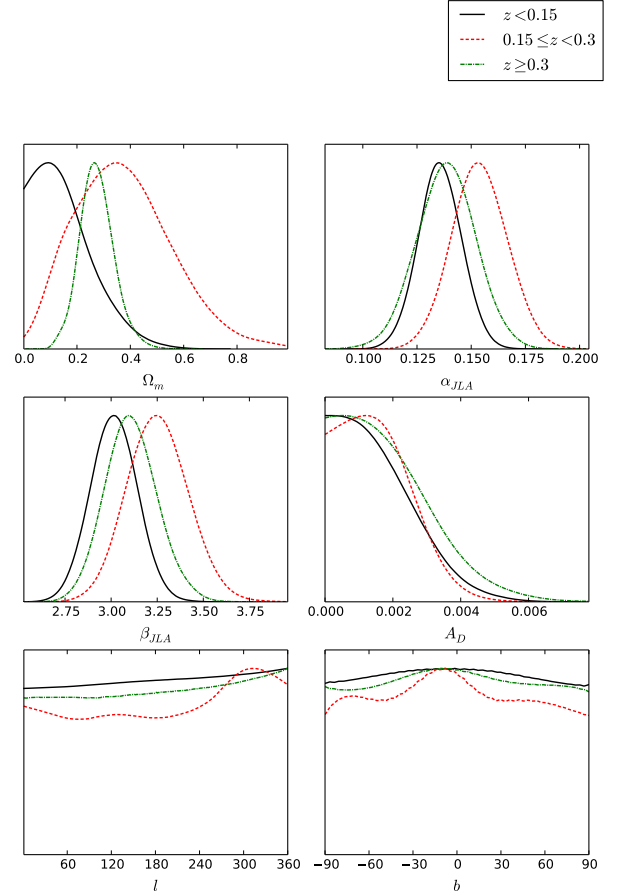 z < 0.15
0.15 ≤ z < 0.3
z ≥ 0.3
0.0 0.2 0.4 0.6 0.8
Ω_m
0.100 0.125 0.150 0.175 0.200
α_JLA
2.75 3.00 3.25 3.50 3.75
β_JLA
0.000 0.002 0.004 0.006
A_D
60 120 180 240 300 360
l
−90 −60 −30 0 30 60 90
b